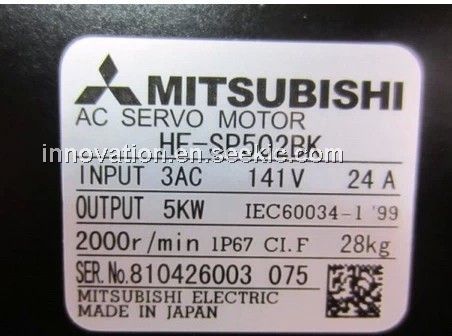 MITSUBISHI
AC SERVO MOTOR
HF-SP502BK
innovation.en.seekic.com
INPUT 3AC 141V 24A
OUTPUT 5KW IEC60034-1 '99
2000r/min IP67 CI.F 28kg
SER.No.810426003 075
MITSUBISHI ELECTRIC
MADE IN JAPAN